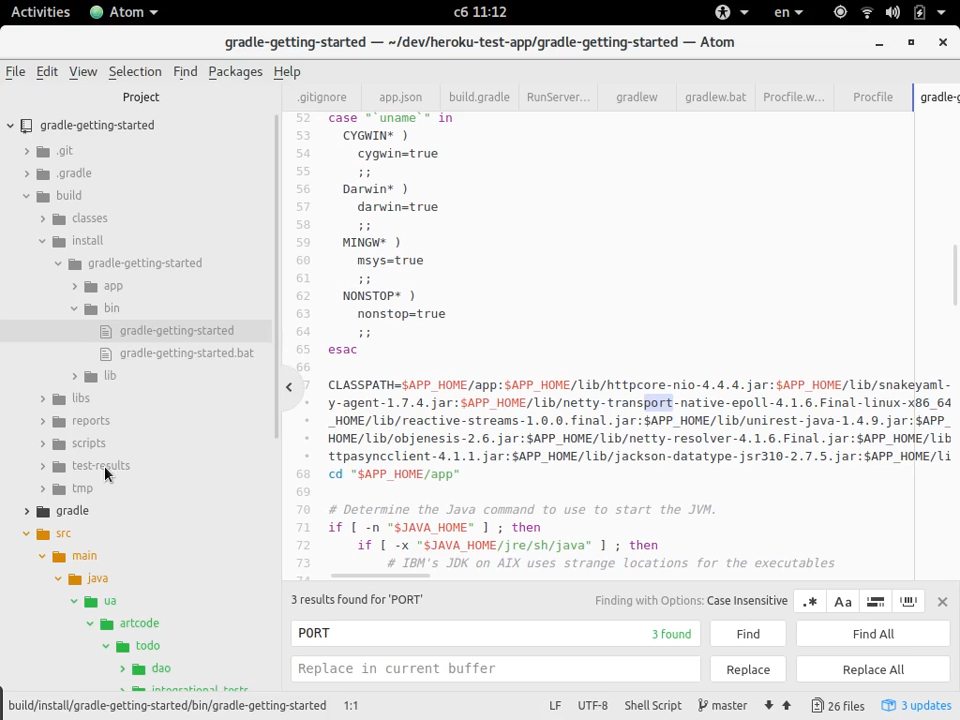 Activities Atom сб 11:12 en
gradle-getting-started — ~/dev/heroku-test-app/gradle-getting-started — Atom
File Edit View Selection Find Packages Help
Project
.gitignore app.json build.gradle RunServer... gradlew gradlew.bat Procfile.w... Procfile gradle-g
gradle-getting-started
.git
.gradle
build
classes
install
gradle-getting-started
app
bin
gradle-getting-started
gradle-getting-started.bat
lib
libs
reports
scripts
test-results
tmp
gradle
src
main
java
ua
artcode
todo
dao
integrational_tests
52 case "`uname`" in
53 CYGWIN* )
54 cygwin=true
55 ;;
56 Darwin* )
57 darwin=true
58 ;;
59 MINGW* )
60 msys=true
61 ;;
62 NONSTOP* )
63 nonstop=true
64 ;;
65 esac
66
7 CLASSPATH=$APP_HOME/app:$APP_HOME/lib/httpcore-nio-4.4.4.jar:$APP_HOME/lib/snakeyaml-
• y-agent-1.7.4.jar:$APP_HOME/lib/netty-transport-native-epoll-4.1.6.Final-linux-x86_64
• _HOME/lib/reactive-streams-1.0.0.final.jar:$APP_HOME/lib/unirest-java-1.4.9.jar:$APP_
• HOME/lib/objenesis-2.6.jar:$APP_HOME/lib/netty-resolver-4.1.6.Final.jar:$APP_HOME/lib
• ttpasyncclient-4.1.1.jar:$APP_HOME/lib/jackson-datatype-jsr310-2.7.5.jar:$APP_HOME/li
68 cd "$APP_HOME/app"
69
70 # Determine the Java command to use to start the JVM.
71 if [ -n "$JAVA_HOME" ] ; then
72 if [ -x "$JAVA_HOME/jre/sh/java" ] ; then
73 # IBM's JDK on AIX uses strange locations for the executables
3 results found for 'PORT' Finding with Options: Case Insensitive .* Aa
PORT 3 found Find Find All
Replace in current buffer Replace Replace All
build/install/gradle-getting-started/bin/gradle-getting-started 1:1 LF UTF-8 Shell Script master 26 files 3 updates